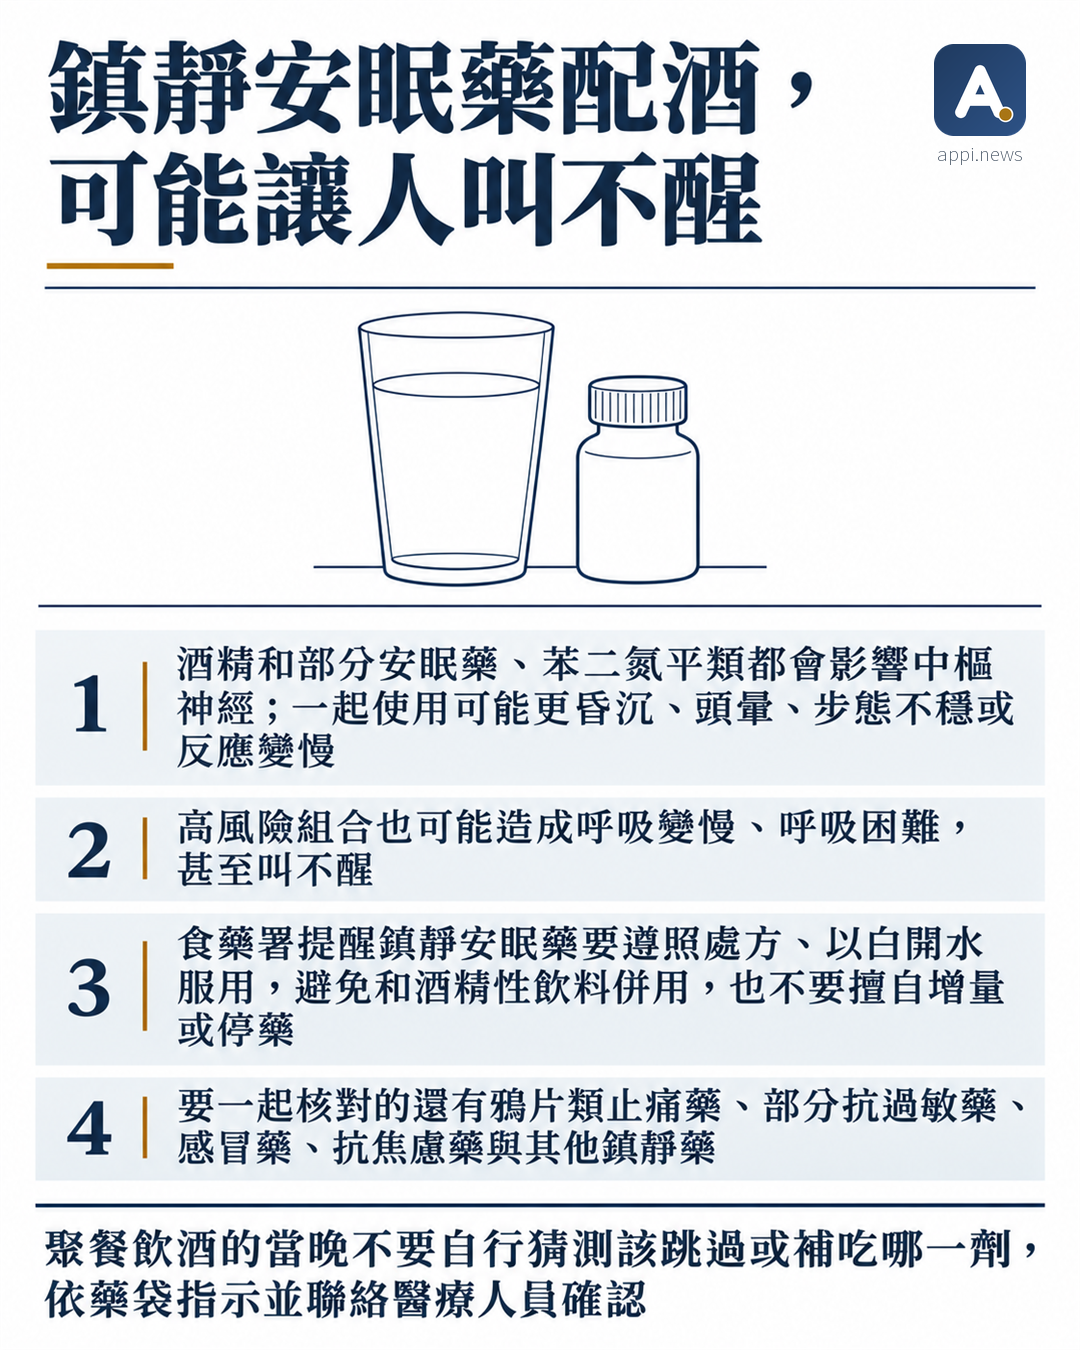 鎮靜安眠藥配酒，
可能讓人叫不醒
A
appi.news
1
酒精和部分安眠藥、苯二氮平類都會影響中樞
神經；一起使用可能更昏沉、頭暈、步態不穩或
反應變慢
2
高風險組合也可能造成呼吸變慢、呼吸困難，
甚至叫不醒
3
食藥署提醒鎮靜安眠藥要遵照處方、以白開水
服用，避免和酒精性飲料併用，也不要擅自增量
或停藥
4
要一起核對的還有鴉片類止痛藥、部分抗過敏藥、
感冒藥、抗焦慮藥與其他鎮靜藥
聚餐飲酒的當晚不要自行猜測該跳過或補吃哪一劑，
依藥袋指示並聯絡醫療人員確認